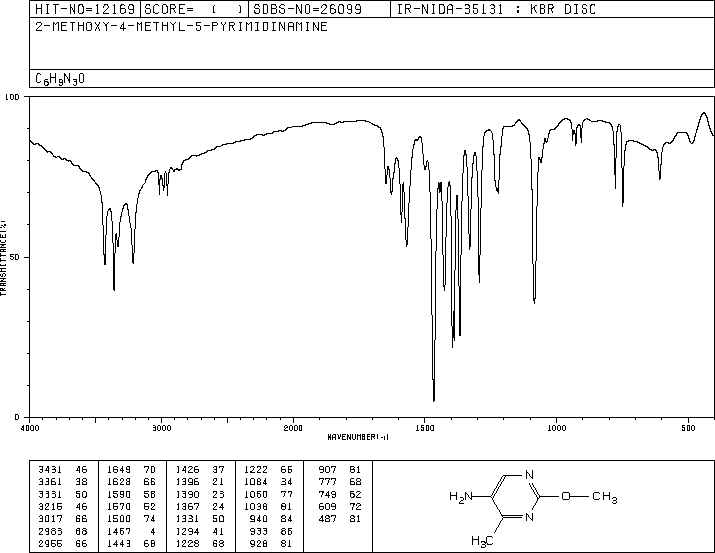 HIT-NO=12169 SCORE= ( ) SDBS-NO=26099 IR-NIDA-35131 : KBR DISC
2-METHOXY-4-METHYL-5-PYRIMIDINAMINE
C6H9N3O
100
50
0
TRANSMITTANCE(%)
4000 3000 2000 1500 1000 500
WAVENUMBER(-1)
3431 46 1649 70 1426 37 1222 66 907 81
3361 38 1628 66 1396 21 1084 34 777 68
3331 50 1590 58 1390 23 1060 77 749 62
3215 46 1570 52 1367 24 1038 81 609 72
3017 66 1500 74 1331 50 940 84 487 81
2983 68 1467 4 1294 41 933 86
2955 66 1443 68 1228 68 928 81
N
H2N
O CH3
N
H3C